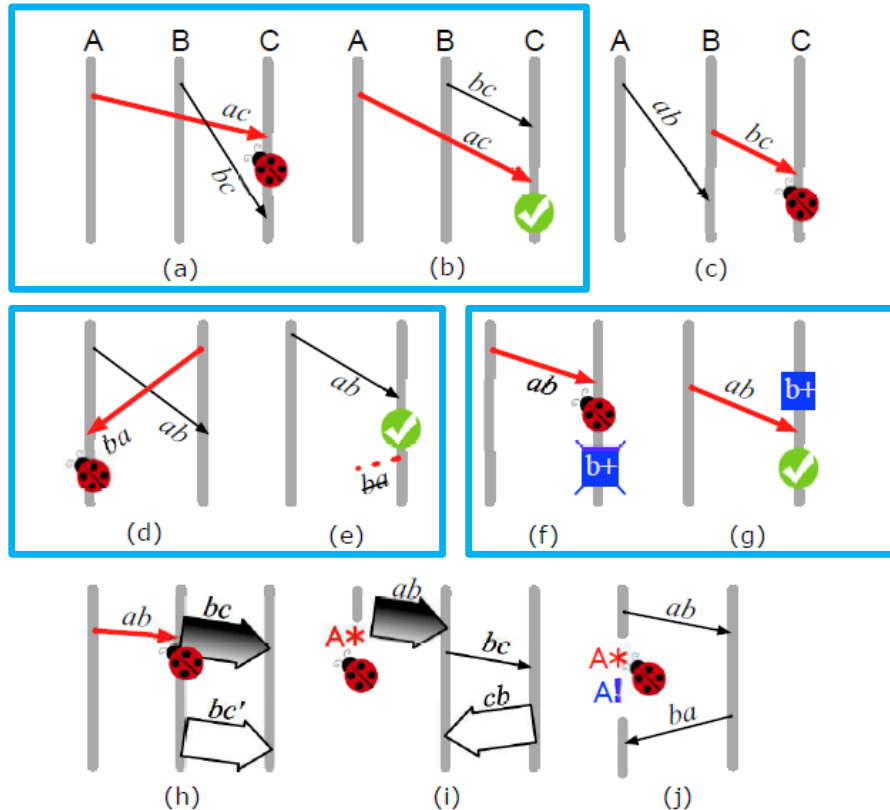 A B C A B C A B C
ac bc bc ac ab bc
(a) (b) (c)
ba ab ab ba ab b+ ab b+
(d) (e) (f) (g)
ab bc bc' A* ab bc cb A* A! ab ba
(h) (i) (j)